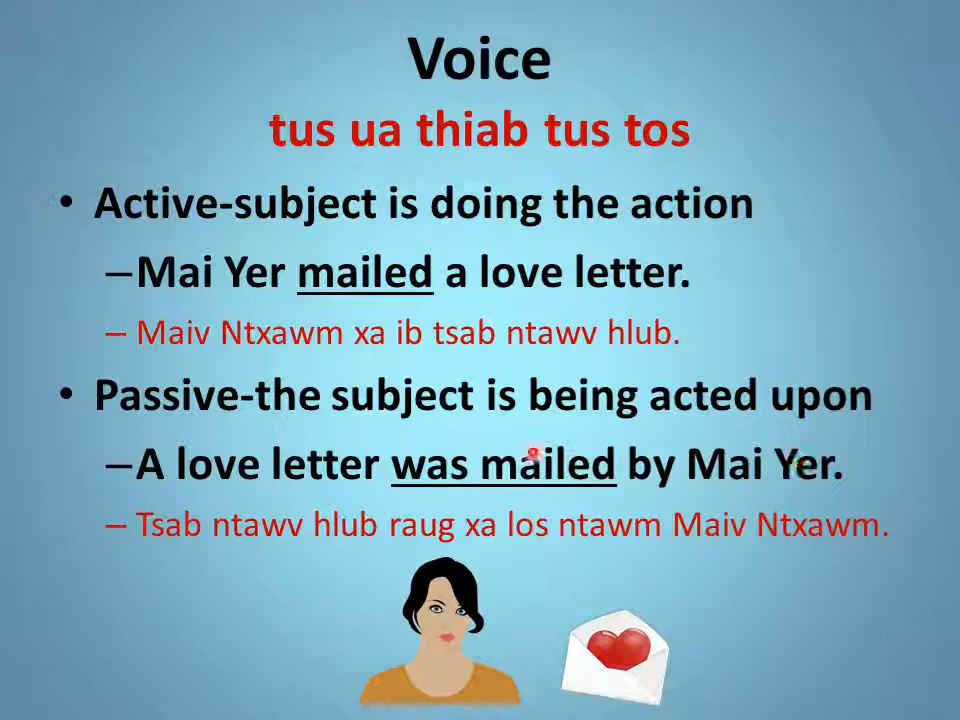 Voice
tus ua thiab tus tos
• Active-subject is doing the action
–Mai Yer mailed a love letter.
– Maiv Ntxawm xa ib tsab ntawv hlub.
• Passive-the subject is being acted upon
–A love letter was mailed by Mai Yer.
– Tsab ntawv hlub raug xa los ntawm Maiv Ntxawm.